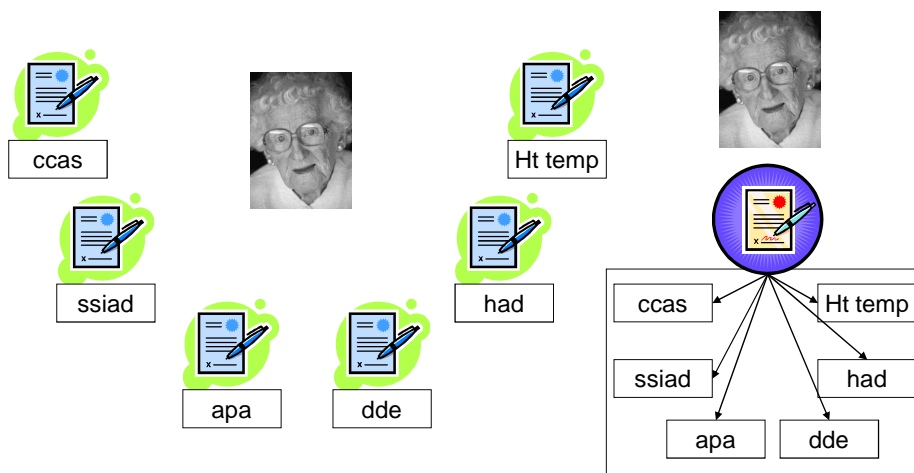 ccas
Ht temp
ssiad
had
apa
dde
ccas
Ht temp
ssiad
had
apa
dde